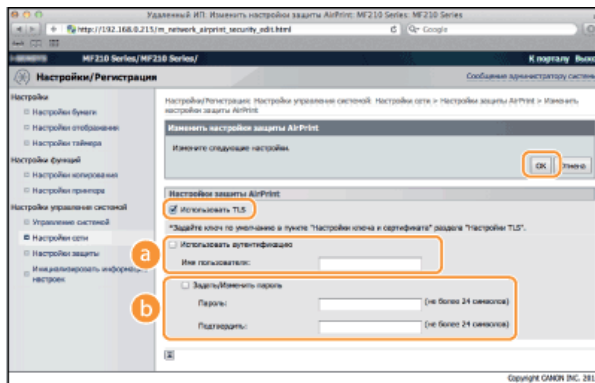 Удаленный ИП: Изменить настройки защиты AirPrint: MF210 Series: MF210 Series
http://192.168.0.215/m_network_airprint_security_edit.html
Google
MF210 Series/MF210 Series/
К порталу
Настройки/Регистрация
Сообщения администратору
Настройки
Настройки бумаги
Настройки отображения
Настройки таймера
Настройки функций
Настройки копирования
Настройки принтера
Настройки управления системой
Управление системой
Настройки сети
Настройки защиты
Инициализировать
настроек
Настройки/Регистрация: Настройки управления системой: Настройки сети > Настройки защиты AirPrint > Изменить
настройки защиты AirPrint
Изменить настройки защиты AirPrint
Измените следующие настройки.
OK
Отмена
Настройки защиты AirPrint
Использовать TLS
*Задайте ключ по умолчанию в пункте "Настройки ключа и сертификата" раздела "Настройки TLS".
a
Использовать аутентификацию
Имя пользователя:
b
Задать/Изменить пароль
Пароль: (не более 24 символов)
Подтвердить: (не более 24 символов)
Copyright CANON INC.